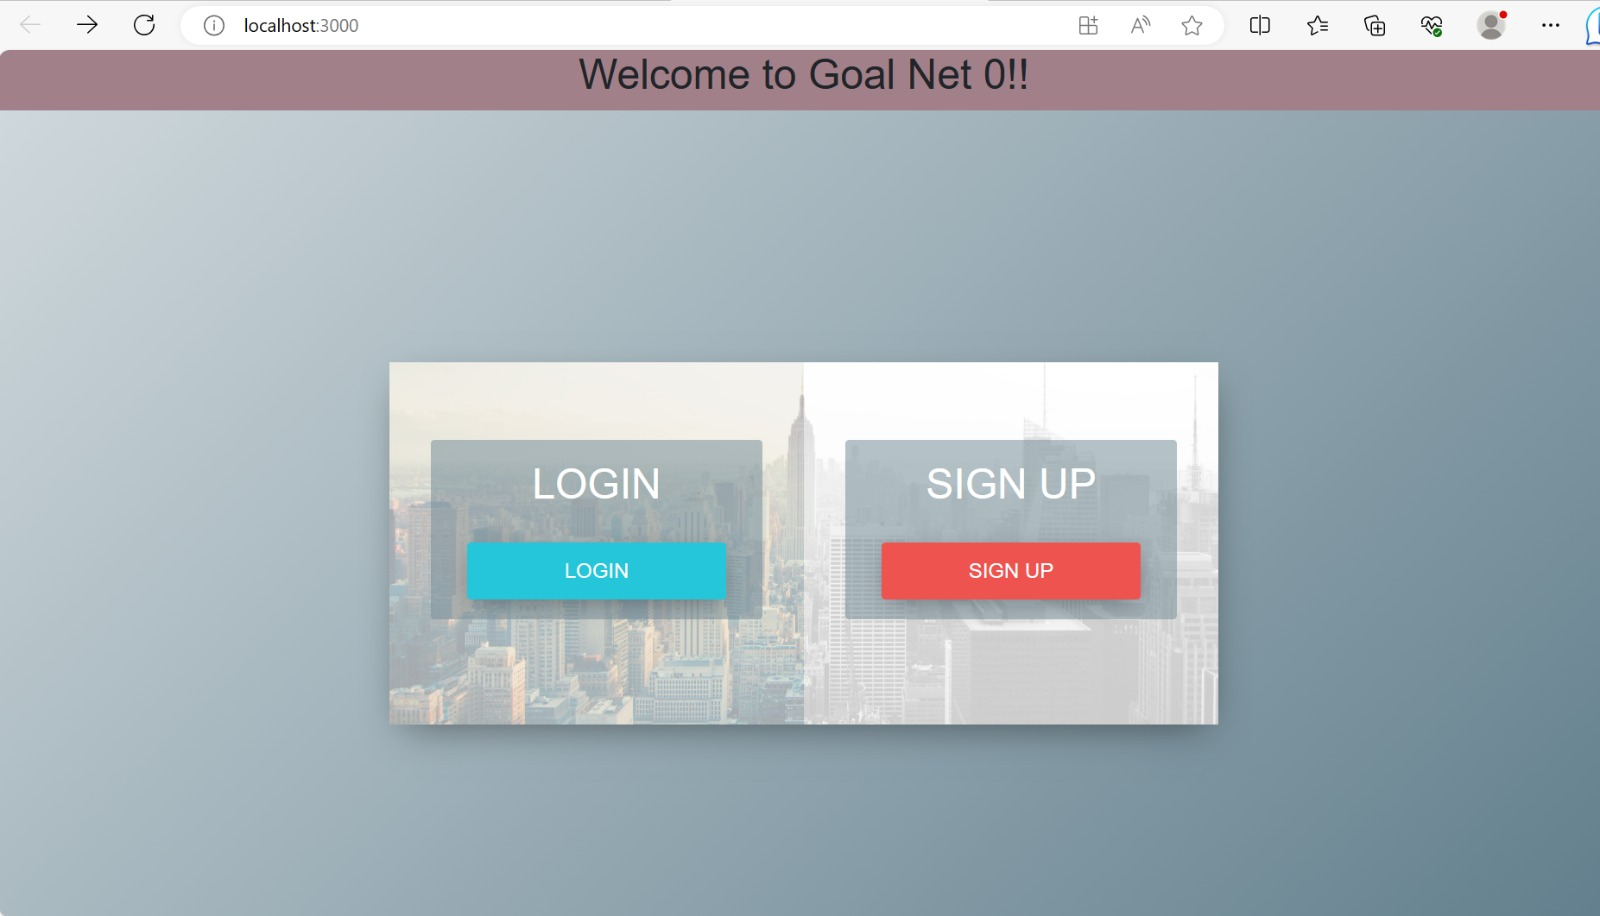 localhost:3000
Welcome to Goal Net 0!!
LOGIN
LOGIN
SIGN UP
SIGN UP